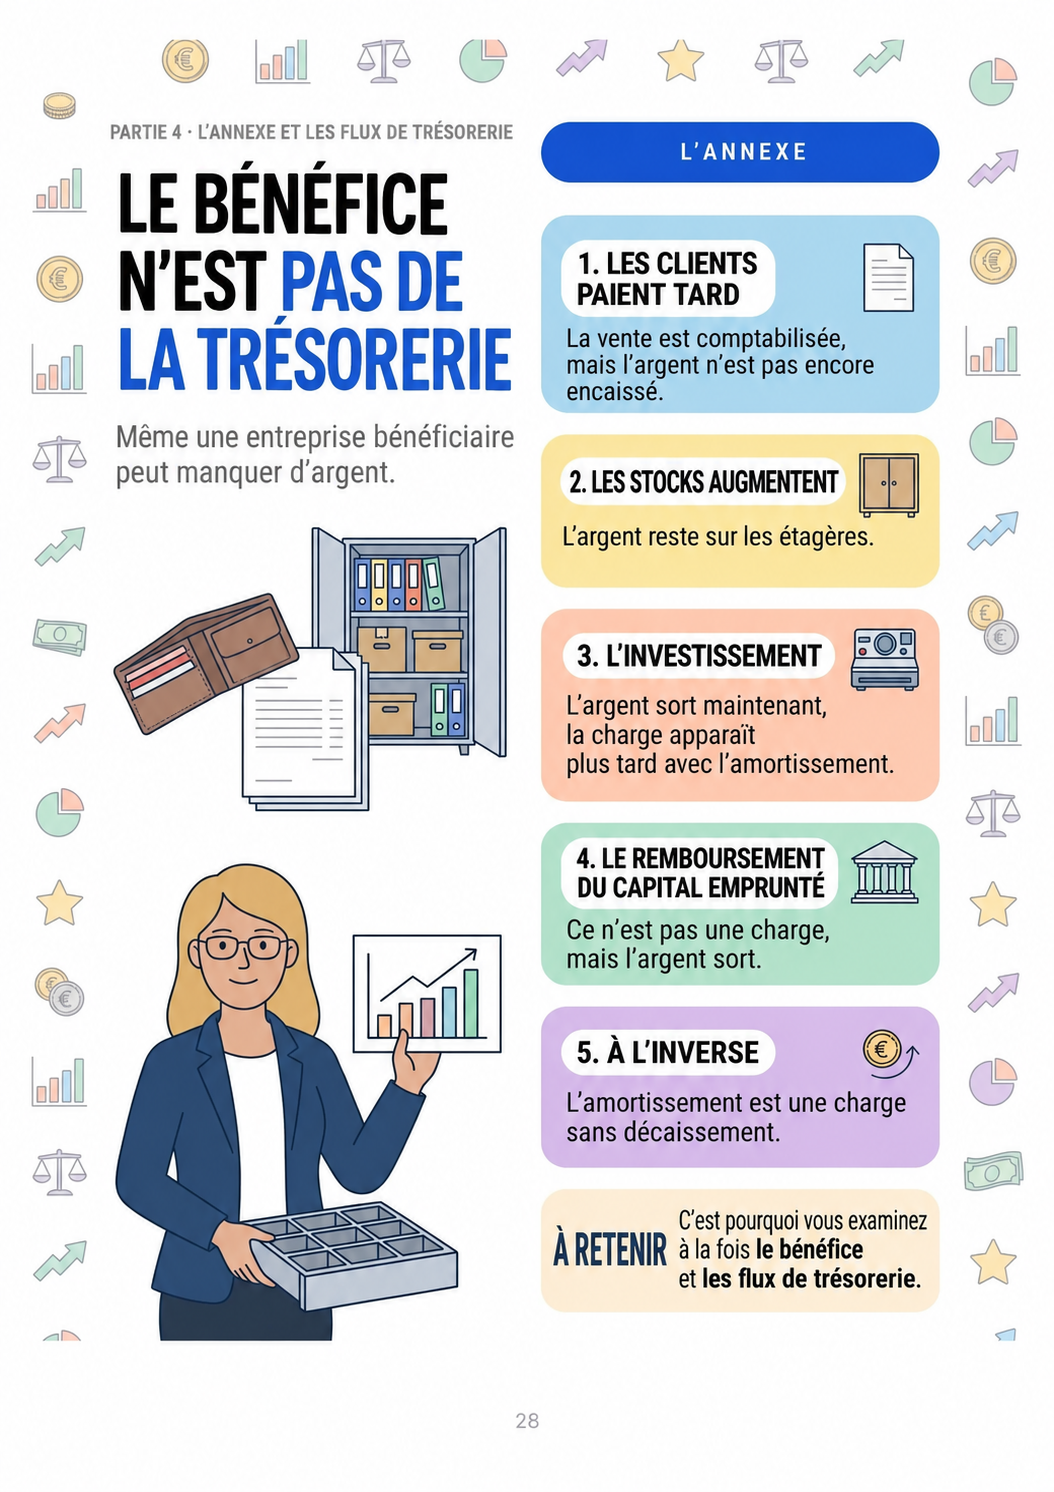 PARTIE 4 · L’ANNEXE ET LES FLUX DE TRÉSORERIE
LE BÉNÉFICE
N’EST PAS DE
LA TRÉSORERIE
Même une entreprise bénéficiaire
peut manquer d’argent.
L’ANNEXE
1. LES CLIENTS
PAIENT TARD
La vente est comptabilisée,
mais l’argent n’est pas encore
encaissé.
2. LES STOCKS AUGMENTENT
L’argent reste sur les étagères.
3. L’INVESTISSEMENT
L’argent sort maintenant,
la charge apparaît
plus tard avec l’amortissement.
4. LE REMBOURSEMENT
DU CAPITAL EMPRUNTÉ
Ce n’est pas une charge,
mais l’argent sort.
5. À L’INVERSE
L’amortissement est une charge
sans décaissement.
À RETENIR
C’est pourquoi vous examinez
à la fois le bénéfice
et les flux de trésorerie.
28